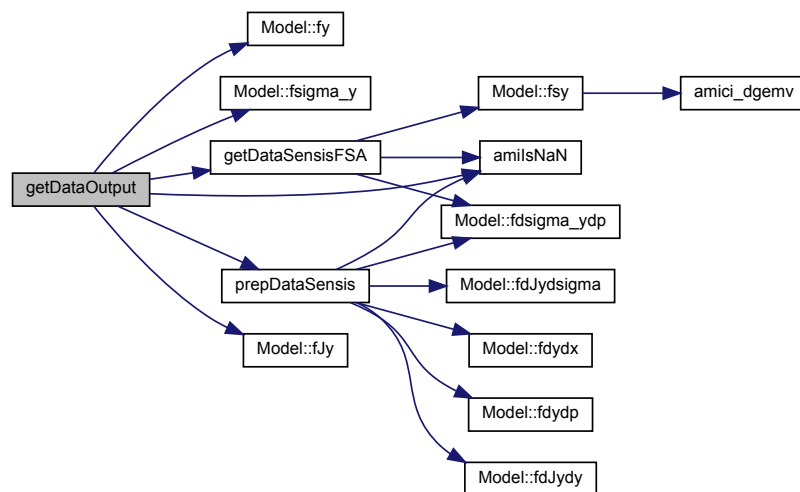 Model::fy
Model::fsigma_y
Model::fsy
amici_dgemv
getDataSensisFSA
amiIsNaN
getDataOutput
Model::fdsigma_ydp
prepDataSensis
Model::fdJydsigma
Model::fJy
Model::fdydx
Model::fdydp
Model::fdJydy